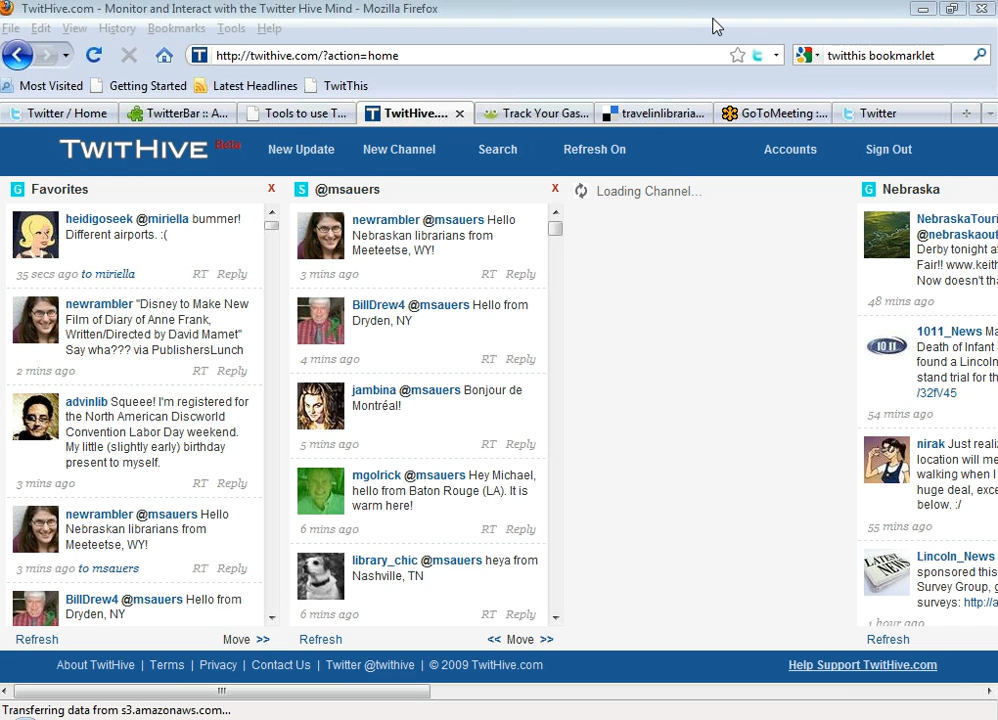 TwitHive.com - Monitor and Interact with the Twitter Hive Mind - Mozilla Firefox
File Edit View History Bookmarks Tools Help
http://twithive.com/?action=home
twitthis bookmarklet
Most Visited Getting Started Latest Headlines TwitThis
Twitter / Home TwitterBar :: A... Tools to use T... TwitHive.... Track Your Gas... travelinlibraria... GoToMeeting :... Twitter
TWITHIVE Beta New Update New Channel Search Refresh On Accounts Sign Out
G Favorites X
heidigoseek @miriella bummer!
Different airports. :(
35 secs ago to miriella RT Reply
newrambler "Disney to Make New
Film of Diary of Anne Frank,
Written/Directed by David Mamet"
Say wha??? via PublishersLunch
2 mins ago RT Reply
advinlib Squeee! I'm registered for
the North American Discworld
Convention Labor Day weekend.
My little (slightly early) birthday
present to myself.
3 mins ago RT Reply
newrambler @msauers Hello
Nebraskan librarians from
Meeteetse, WY!
3 mins ago to msauers RT Reply
BillDrew4 @msauers Hello from
Dryden, NY
Refresh Move >>
S @msauers X
newrambler @msauers Hello
Nebraskan librarians from
Meeteetse, WY!
3 mins ago RT Reply
BillDrew4 @msauers Hello from
Dryden, NY
4 mins ago RT Reply
jambina @msauers Bonjour de
Montréal!
5 mins ago RT Reply
mgolrick @msauers Hey Michael,
hello from Baton Rouge (LA). It is
warm here!
6 mins ago RT Reply
library_chic @msauers heya from
Nashville, TN
6 mins ago RT Reply
Refresh << Move >>
Loading Channel...
G Nebraska
NebraskaTouri
@nebraskaout
Derby tonight at
Fair!! www.keith
Now doesn't tha
48 mins ago
1011_News Ma
Death of Infant
found a Lincoln
stand trial for th
/32fV45
54 mins ago
nirak Just realiz
location will me
walking when I
huge deal, exce
below. :/
55 mins ago
Lincoln_News
sponsored this
Survey Group, g
surveys: http://a
1 hour ago
Refresh
About TwitHive | Terms | Privacy | Contact Us | Twitter @twithive | © 2009 TwitHive.com Help Support TwitHive.com
Transferring data from s3.amazonaws.com...